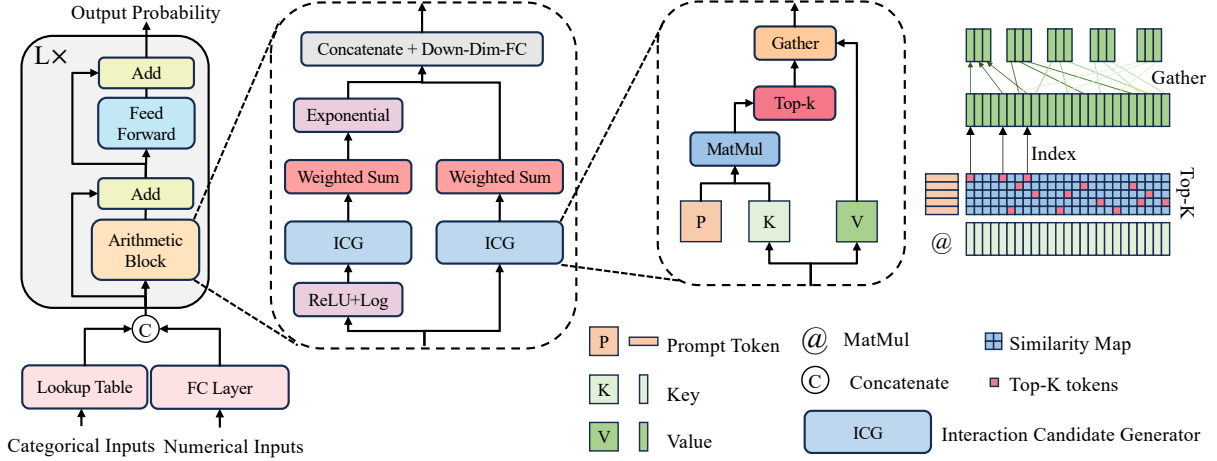 Output Probability
L×
Add
Feed
Forward
Add
Arithmetic
Block
C
Lookup Table
FC Layer
Categorical Inputs
Numerical Inputs
Concatenate + Down-Dim-FC
Exponential
Weighted Sum
Weighted Sum
ICG
ICG
ReLU+Log
Gather
Top-k
MatMul
P
K
V
Gather
Index
Top-K
@
P
Prompt Token
K
Key
V
Value
@
MatMul
C
Concatenate
ICG
Interaction Candidate Generator
Similarity Map
Top-K tokens